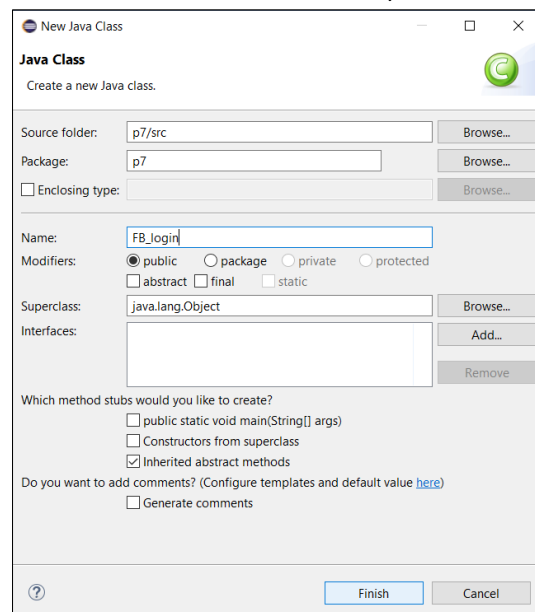 New Java Class
Java Class
Create a new Java class.
Source folder: p7/src Browse...
Package: p7 Browse...
Enclosing type: Browse...
Name: FB_login
Modifiers: public package private protected
abstract final static
Superclass: java.lang.Object Browse...
Interfaces: Add...
Remove
Which method stubs would you like to create?
public static void main(String[] args)
Constructors from superclass
Inherited abstract methods
Do you want to add comments? (Configure templates and default value here)
Generate comments
? Finish Cancel